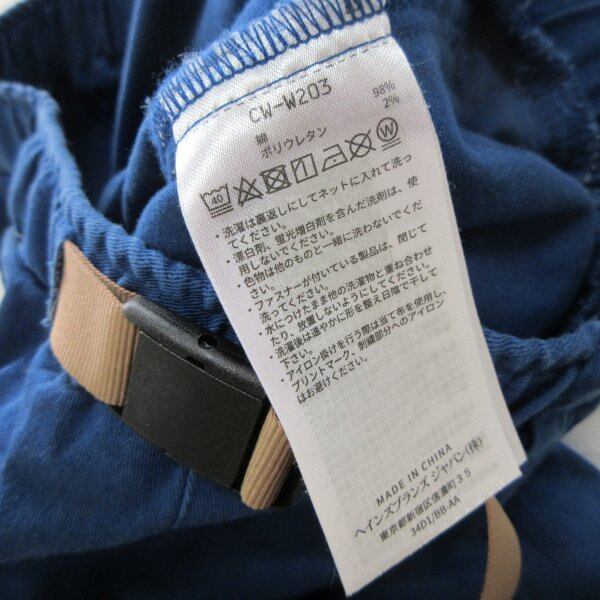 CW-W203
綿 98%
ポリウレタン 2%
40
W
・洗濯は裏返しにしてネットに入れて洗っ
てください。
・漂白剤、蛍光増白剤を含んだ洗剤は、使
用しないでください。
・色物は他のものと一緒に洗わないでくだ
さい。
・ファスナーが付いている製品は、閉じて
洗ってください。
・水につけたまま他の洗濯物と重ね合わせ
たり、放置しないようにしてください。
・洗濯後は速やかに形を整え日陰で干して
下さい。
・アイロン掛けを行う際は当て布を使用し、
プリントマーク、刺繍部分へのアイロン
はお避けください。
MADE IN CHINA
ヘインズブランズ ジャパン(株)
東京都新宿区信濃町35
34D1/BB-AA